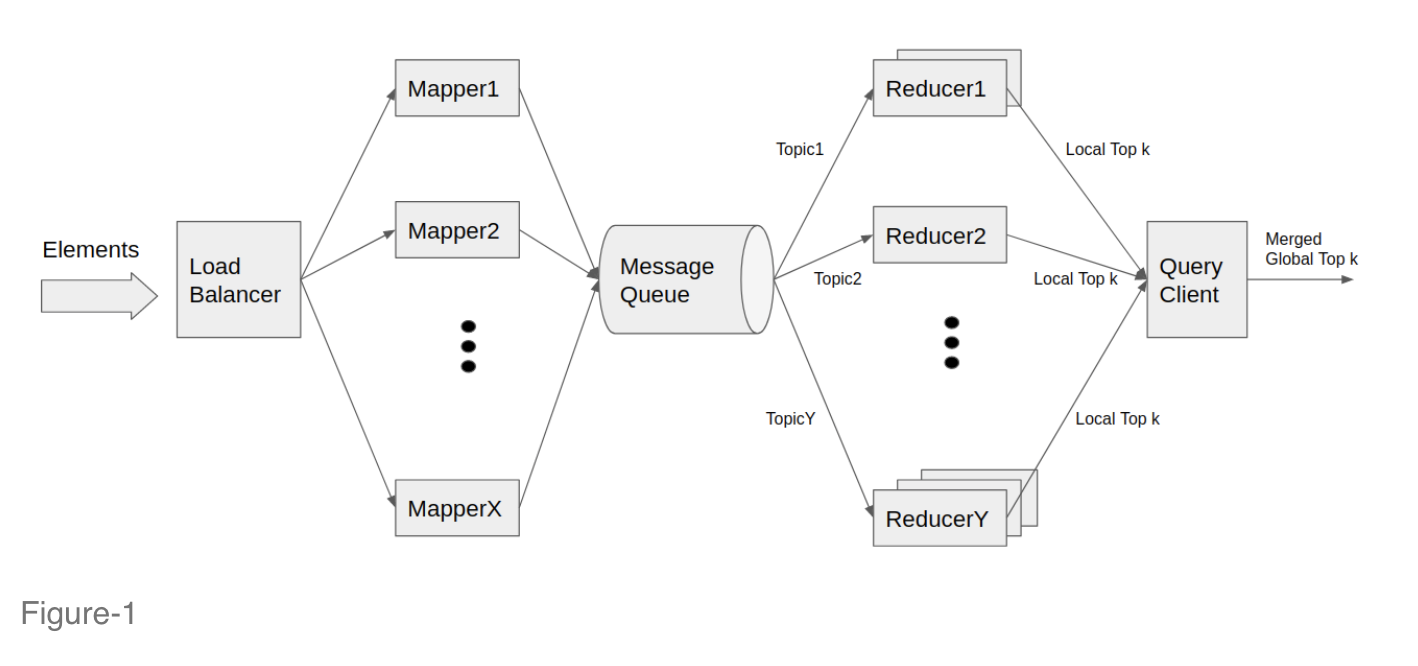 Elements
Load
Balancer
Mapper1
Mapper2
MapperX
Message
Queue
Topic1
Topic2
TopicY
Reducer1
Reducer2
ReducerY
Local Top k
Local Top k
Local Top k
Query
Client
Merged
Global Top k
Figure-1